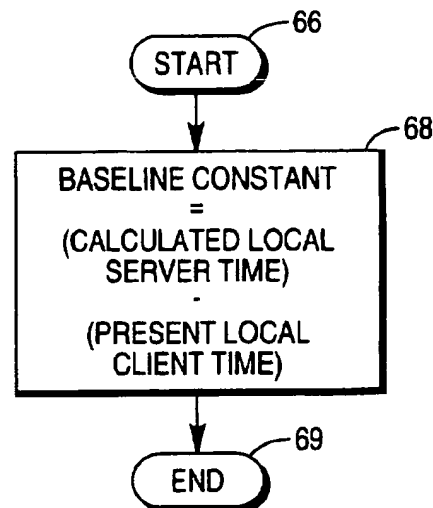 66
START
68
BASELINE CONSTANT
=
(CALCULATED LOCAL
SERVER TIME)
-
(PRESENT LOCAL
CLIENT TIME)
69
END